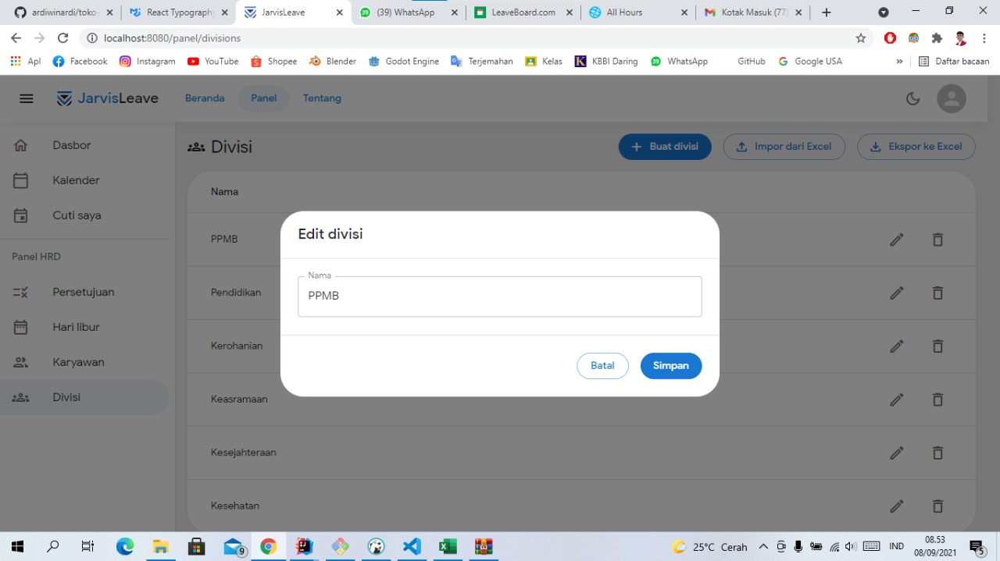 ardiwinardi/toko-
React Typography
JarvisLeave
(39) WhatsApp
LeaveBoard.com
All Hours
Kotak Masuk (77)
localhost:8080/panel/divisions
Apl
Facebook
Instagram
YouTube
Shopee
Blender
Godot Engine
Terjemahan
Kelas
KBBI Daring
WhatsApp
GitHub
Google USA
»
Daftar bacaan
JarvisLeave
Beranda
Panel
Tentang
Dasbor
Kalender
Cuti saya
Panel HRD
Persetujuan
Hari libur
Karyawan
Divisi
Divisi
Buat divisi
Impor dari Excel
Ekspor ke Excel
Nama
PPMB
Pendidikan
Kerohanian
Keasramaan
Kesejahteraan
Kesehatan
Edit divisi
Nama
PPMB
Batal
Simpan
9
25°C Cerah
IND
08.53
08/09/2021
5